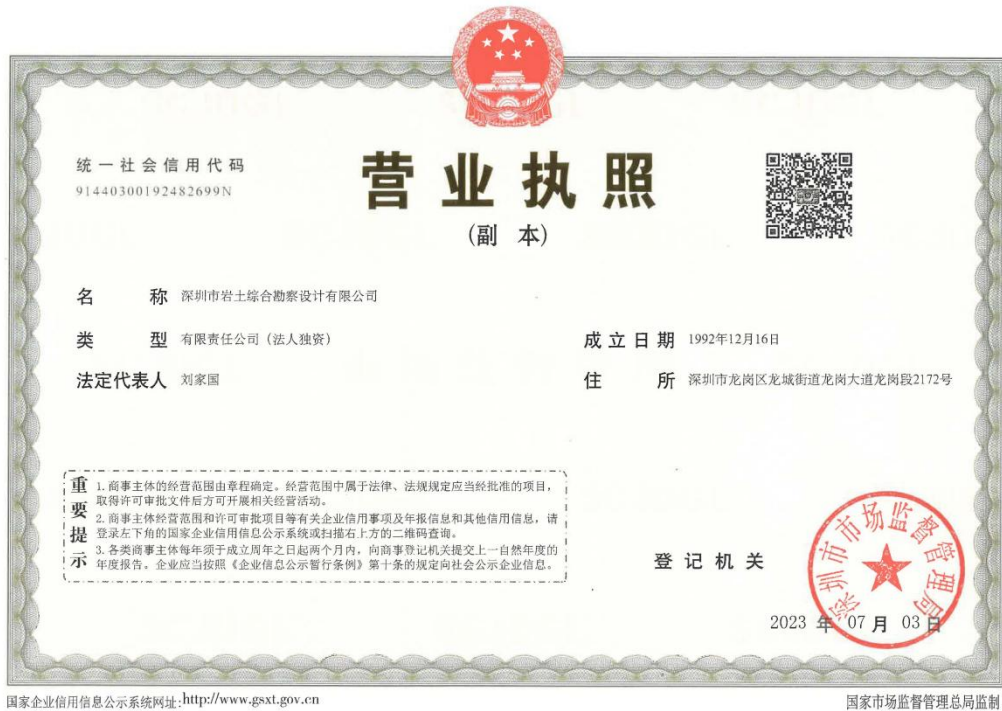 统一社会信用代码
91440300192482699N
营业执照
(副 本)
名 称 深圳市岩土综合勘察设计有限公司
类 型 有限责任公司（法人独资）
成立日期 1992年12月16日
法定代表人 刘家国
住 所 深圳市龙岗区龙城街道龙岗大道龙岗段2172号
重要提示
1. 商事主体的经营范围由章程确定。经营范围中属于法律、法规规定应当经批准的项目，
取得许可审批文件后方可开展相关经营活动。
2. 商事主体经营范围和许可审批项目等有关企业信用事项及年报信息和其他信用信息，请
登录左下角的国家企业信用信息公示系统或扫描右上方的二维码查询。
3. 各类商事主体每年须于成立周年之日起两个月内，向商事登记机关提交上一自然年度的
年度报告。企业应当按照《企业信息公示暂行条例》第十条的规定向社会公示企业信息。
登记机关
深圳市市场监督管理局
2023 年 07 月 03 日
国家企业信用信息公示系统网址:http://www.gsxt.gov.cn
国家市场监督管理总局监制